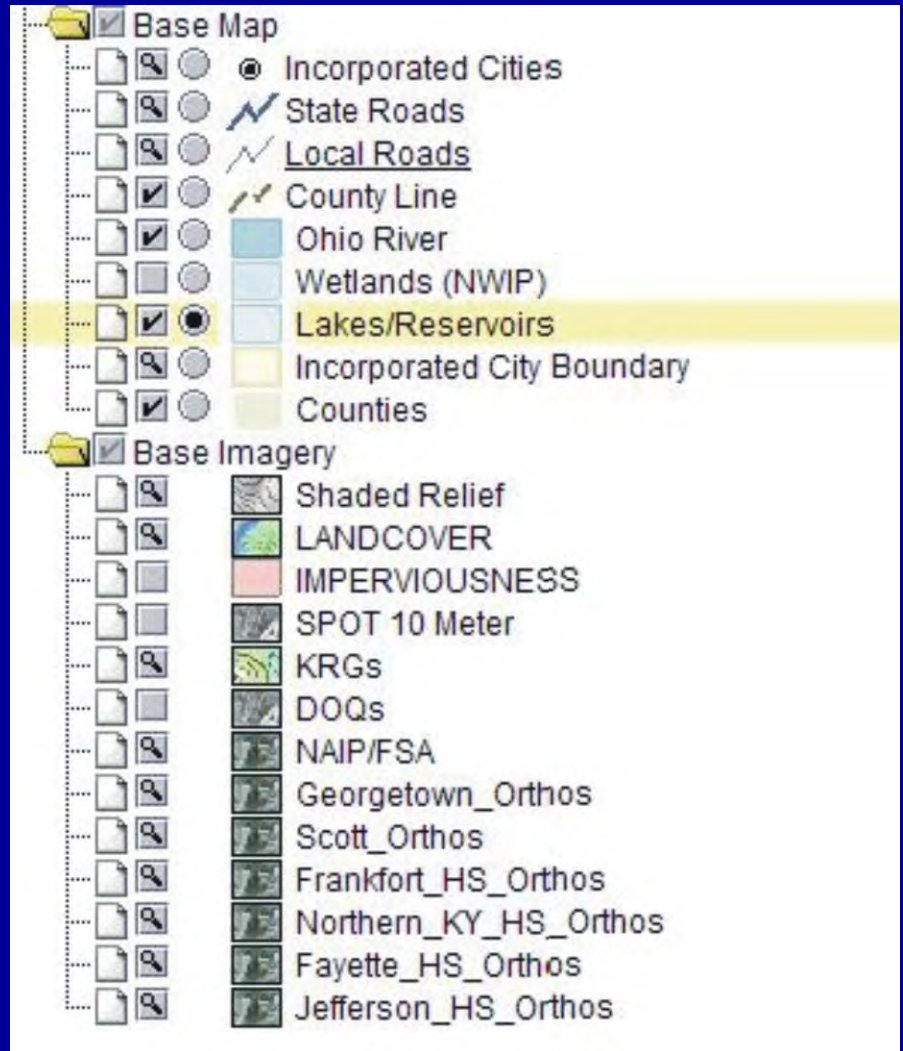 Base Map
Incorporated Cities
State Roads
Local Roads
County Line
Ohio River
Wetlands (NWIP)
Lakes/Reservoirs
Incorporated City Boundary
Counties
Base Imagery
Shaded Relief
LANDCOVER
IMPERVIOUSNESS
SPOT 10 Meter
KRGs
DOQs
NAIP/FSA
Georgetown_Orthos
Scott_Orthos
Frankfort_HS_Orthos
Northern_KY_HS_Orthos
Fayette_HS_Orthos
Jefferson_HS_Orthos